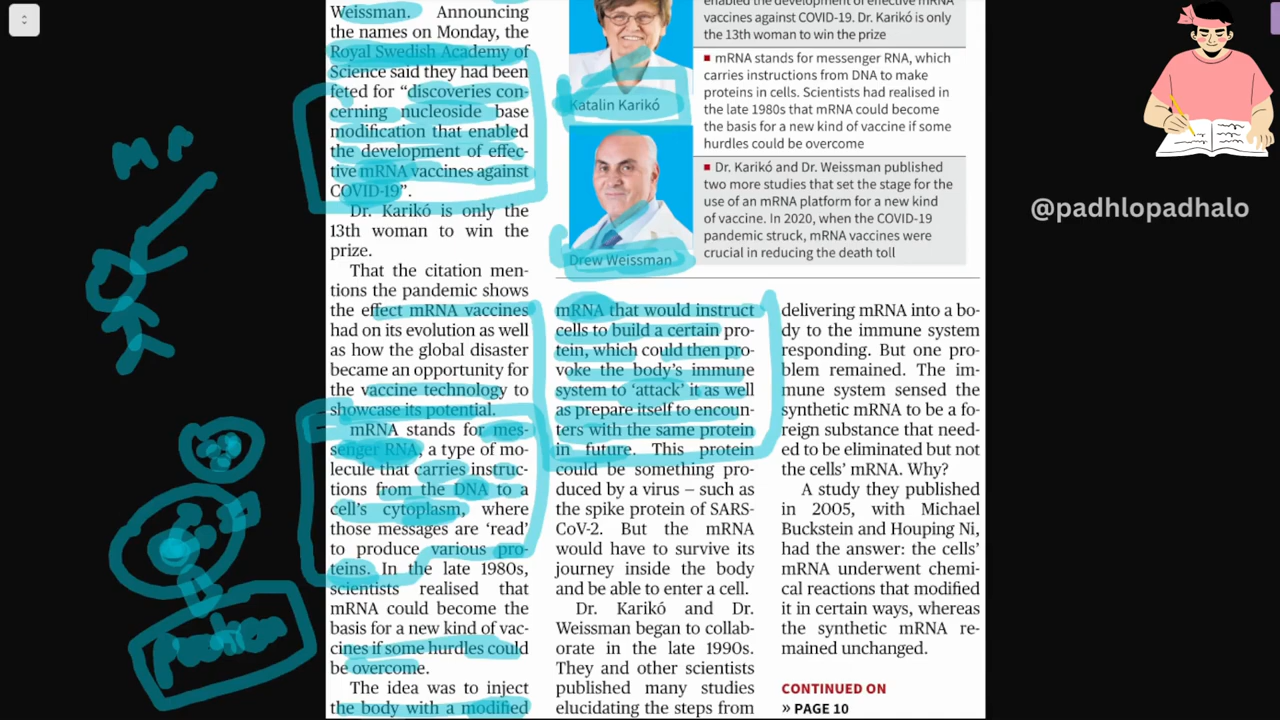 Weissman. Announcing
the names on Monday, the
Royal Swedish Academy of
Science said they had been
feted for “discoveries con-
cerning nucleoside base
modification that enabled
the development of effec-
tive mRNA vaccines against
COVID-19”.
Dr. Karikó is only the
13th woman to win the
prize.
That the citation men-
tions the pandemic shows
the effect mRNA vaccines
had on its evolution as well
as how the global disaster
became an opportunity for
the vaccine technology to
showcase its potential.
mRNA stands for mes-
senger RNA, a type of mo-
lecule that carries instruc-
tions from the DNA to a
cell’s cytoplasm, where
those messages are ‘read’
to produce various pro-
teins. In the late 1980s,
scientists realised that
mRNA could become the
basis for a new kind of vac-
cines if some hurdles could
be overcome.
The idea was to inject
the body with a modified
Katalin Karikó
Drew Weissman
enabled the development of effective mRNA
vaccines against COVID-19. Dr. Karikó is only
the 13th woman to win the prize
■ mRNA stands for messenger RNA, which
carries instructions from DNA to make
proteins in cells. Scientists had realised in
the late 1980s that mRNA could become
the basis for a new kind of vaccine if some
hurdles could be overcome
■ Dr. Karikó and Dr. Weissman published
two more studies that set the stage for the
use of an mRNA platform for a new kind
of vaccine. In 2020, when the COVID-19
pandemic struck, mRNA vaccines were
crucial in reducing the death toll
mRNA that would instruct
cells to build a certain pro-
tein, which could then pro-
voke the body’s immune
system to ‘attack’ it as well
as prepare itself to encoun-
ters with the same protein
in future. This protein
could be something pro-
duced by a virus – such as
the spike protein of SARS-
CoV-2. But the mRNA
would have to survive its
journey inside the body
and be able to enter a cell.
Dr. Karikó and Dr.
Weissman began to collab-
orate in the late 1990s.
They and other scientists
published many studies
elucidating the steps from
delivering mRNA into a bo-
dy to the immune system
responding. But one pro-
blem remained. The im-
mune system sensed the
synthetic mRNA to be a fo-
reign substance that need-
ed to be eliminated but not
the cells’ mRNA. Why?
A study they published
in 2005, with Michael
Buckstein and Houping Ni,
had the answer: the cells’
mRNA underwent chemi-
cal reactions that modified
it in certain ways, whereas
the synthetic mRNA re-
mained unchanged.
CONTINUED ON
» PAGE 10
@padhlopadhalo